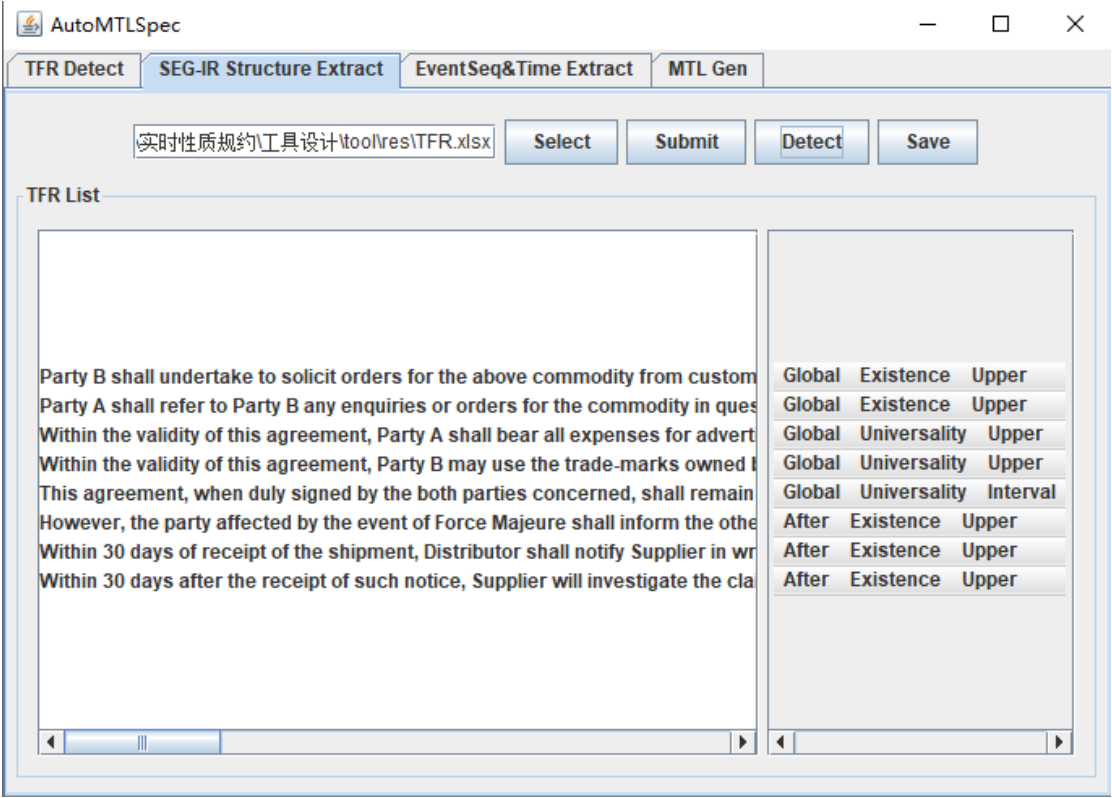 AutoMTLSpec
TFR Detect SEG-IR Structure Extract EventSeq&Time Extract MTL Gen
实时性质规约\工具设计\tool\res\TFR.xlsx Select Submit Detect Save
TFR List
Party B shall undertake to solicit orders for the above commodity from custom Global Existence Upper
Party A shall refer to Party B any enquiries or orders for the commodity in ques Global Existence Upper
Within the validity of this agreement, Party A shall bear all expenses for advert Global Universality Upper
Within the validity of this agreement, Party B may use the trade-marks owned Global Universality Upper
This agreement, when duly signed by the both parties concerned, shall remain Global Universality Interval
However, the party affected by the event of Force Majeure shall inform the othe After Existence Upper
Within 30 days of receipt of the shipment, Distributor shall notify Supplier in wr After Existence Upper
Within 30 days after the receipt of such notice, Supplier will investigate the clai After Existence Upper